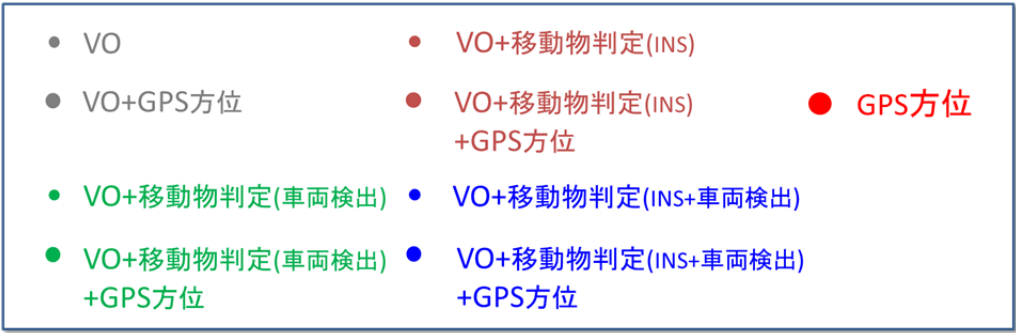 VO
VO+移動物判定(INS)
VO+GPS方位
VO+移動物判定(INS)
+GPS方位
GPS方位
VO+移動物判定(車両検出)
VO+移動物判定(INS+車両検出)
VO+移動物判定(車両検出)
+GPS方位
VO+移動物判定(INS+車両検出)
+GPS方位